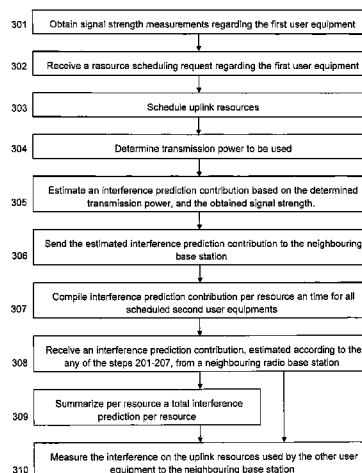 301 Obtain signal strength measurements regarding the first user equipment
302 Receive a resource scheduling request regarding the first user equipment
303 Schedule uplink resources
304 Determine transmission power to be used
Estimate an interference prediction contribution based on the determined
305 transmission power, and the obtained signal strength.
Send the estimated interference prediction contribution to the neighbouring
306 base station
Compile interference prediction contribution per resource an time for all
307 scheduled second user equipments
Receive an interference prediction contribution, estimated according to the
308 any of the steps 201-207, from a neighbouring radio base station
Summarize per resource a total interference
309 prediction per resource
Measure the interference on the uplink resources used by the other user
310 equipment to the neighbouring base station